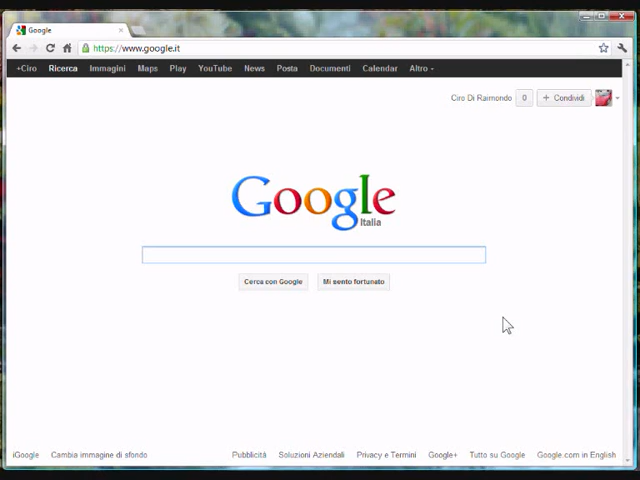 Google
https://www.google.it
+Ciro Ricerca Immagini Maps Play YouTube News Posta Documenti Calendar Altro
Ciro Di Raimondo 0 + Condividi
Google
Italia
Cerca con Google Mi sento fortunato
iGoogle Cambia immagine di sfondo Pubblicità Soluzioni Aziendali Privacy e Termini Google+ Tutto su Google Google.com in English